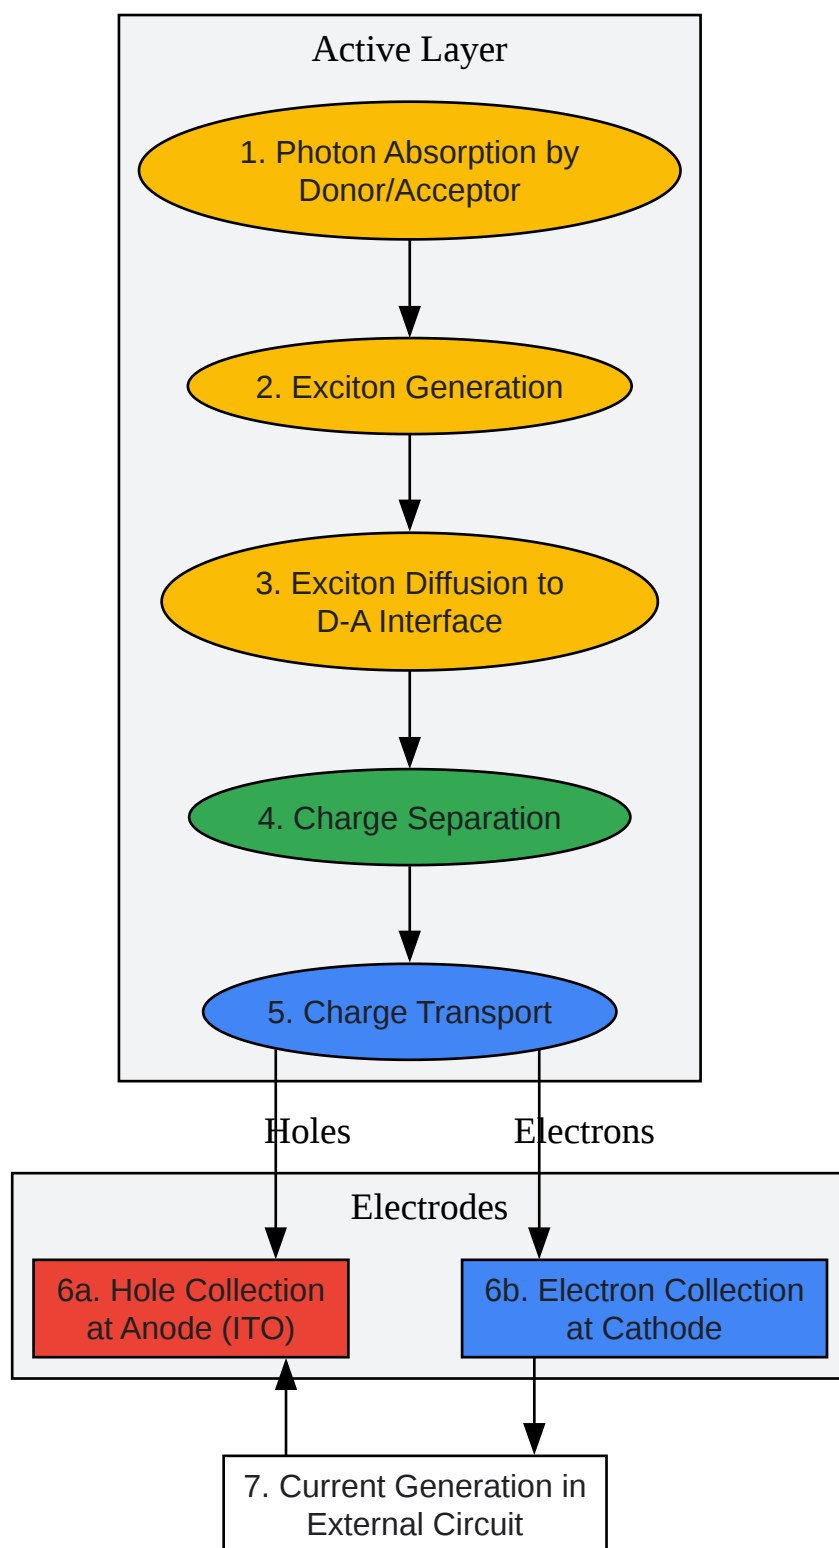 Active Layer
1. Photon Absorption by
Donor/Acceptor
2. Exciton Generation
3. Exciton Diffusion to
D-A Interface
4. Charge Separation
5. Charge Transport
Holes
Electrons
Electrodes
6a. Hole Collection
at Anode (ITO)
6b. Electron Collection
at Cathode
7. Current Generation in
External Circuit